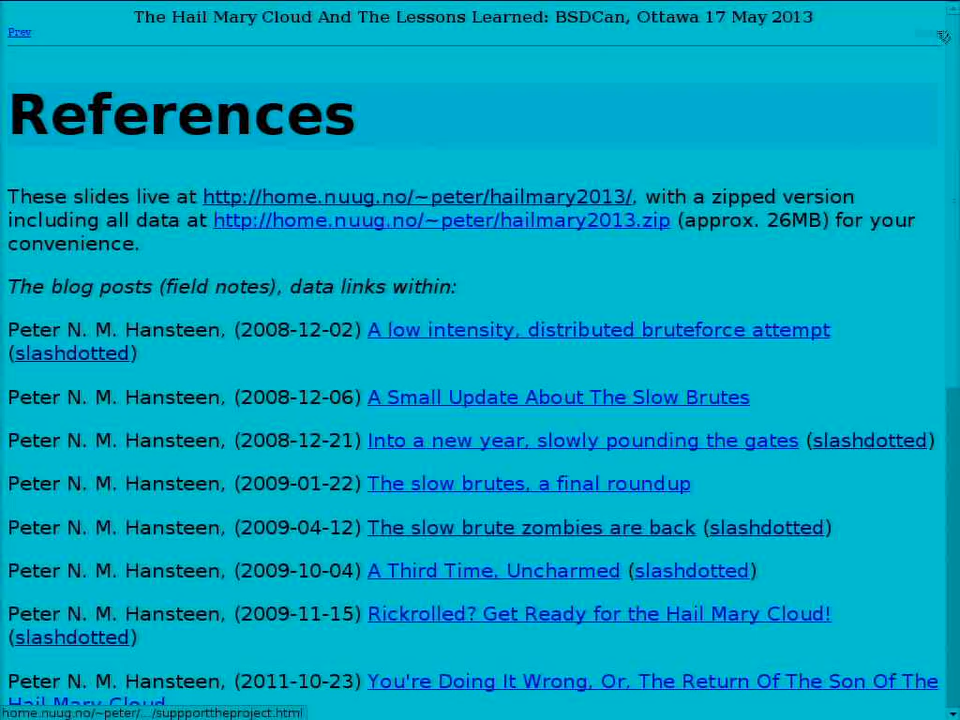 The Hail Mary Cloud And The Lessons Learned: BSDCan, Ottawa 17 May 2013
Prev
References
These slides live at http://home.nuug.no/~peter/hailmary2013/, with a zipped version
including all data at http://home.nuug.no/~peter/hailmary2013.zip (approx. 26MB) for your
convenience.
The blog posts (field notes), data links within:
Peter N. M. Hansteen, (2008-12-02) A low intensity, distributed bruteforce attempt
(slashdotted)
Peter N. M. Hansteen, (2008-12-06) A Small Update About The Slow Brutes
Peter N. M. Hansteen, (2008-12-21) Into a new year, slowly pounding the gates (slashdotted)
Peter N. M. Hansteen, (2009-01-22) The slow brutes, a final roundup
Peter N. M. Hansteen, (2009-04-12) The slow brute zombies are back (slashdotted)
Peter N. M. Hansteen, (2009-10-04) A Third Time, Uncharmed (slashdotted)
Peter N. M. Hansteen, (2009-11-15) Rickrolled? Get Ready for the Hail Mary Cloud!
(slashdotted)
Peter N. M. Hansteen, (2011-10-23) You're Doing It Wrong, Or, The Return Of The Son Of The
Hail Mary Cloud
home.nuug.no/~peter/.../suppporttheproject.html